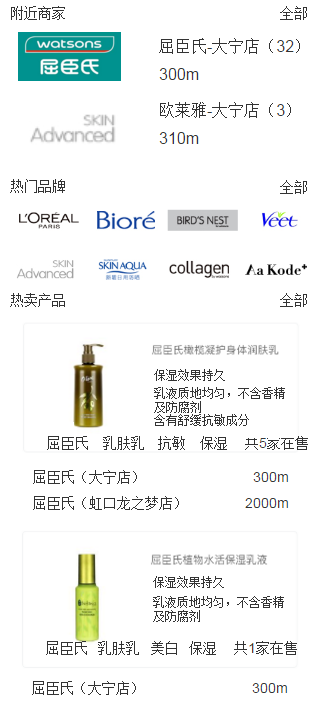 附近商家 全部
watsons
屈臣氏
屈臣氏-大宁店（32）
300m
SKIN
Advanced
欧莱雅-大宁店（3）
310m
热门品牌 全部
L'ORÉAL
PARIS
Bioré
BIRD'S NEST
Veet
SKIN
Advanced
SKIN AQUA
collagen
Aa Kode+
热卖产品 全部
屈臣氏橄榄凝护身体润肤乳
保湿效果持久
乳液质地均匀，不含香精
及防腐剂
含有舒缓抗敏成分
屈臣氏 乳肤乳 抗敏 保湿 共5家在售
屈臣氏（大宁店） 300m
屈臣氏（虹口龙之梦店） 2000m
屈臣氏植物水活保湿乳液
保湿效果持久
乳液质地均匀，不含香精
及防腐剂
屈臣氏 乳肤乳 美白 保湿 共1家在售
屈臣氏（大宁店） 300m